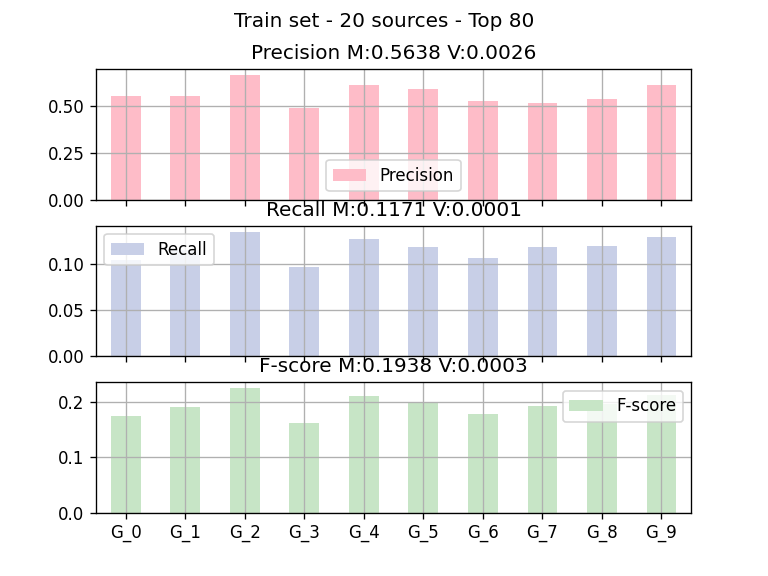 Train set - 20 sources - Top 80
Precision M:0.5638 V:0.0026
0.50
0.25
0.00
Precision
Recall M:0.1171 V:0.0001
Recall
0.10
0.05
0.00
F-score M:0.1938 V:0.0003
F-score
0.2
0.1
0.0
G_0 G_1 G_2 G_3 G_4 G_5 G_6 G_7 G_8 G_9